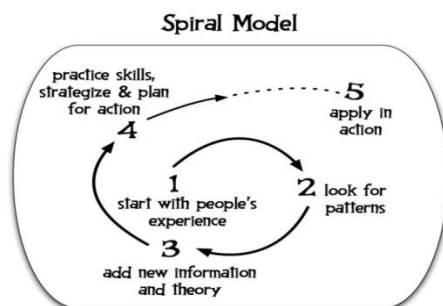 Spiral Model
1
start with people's
experience
2 look for
patterns
3
add new information
and theory
practice skills,
strategize & plan
for action
4
5
apply in
action